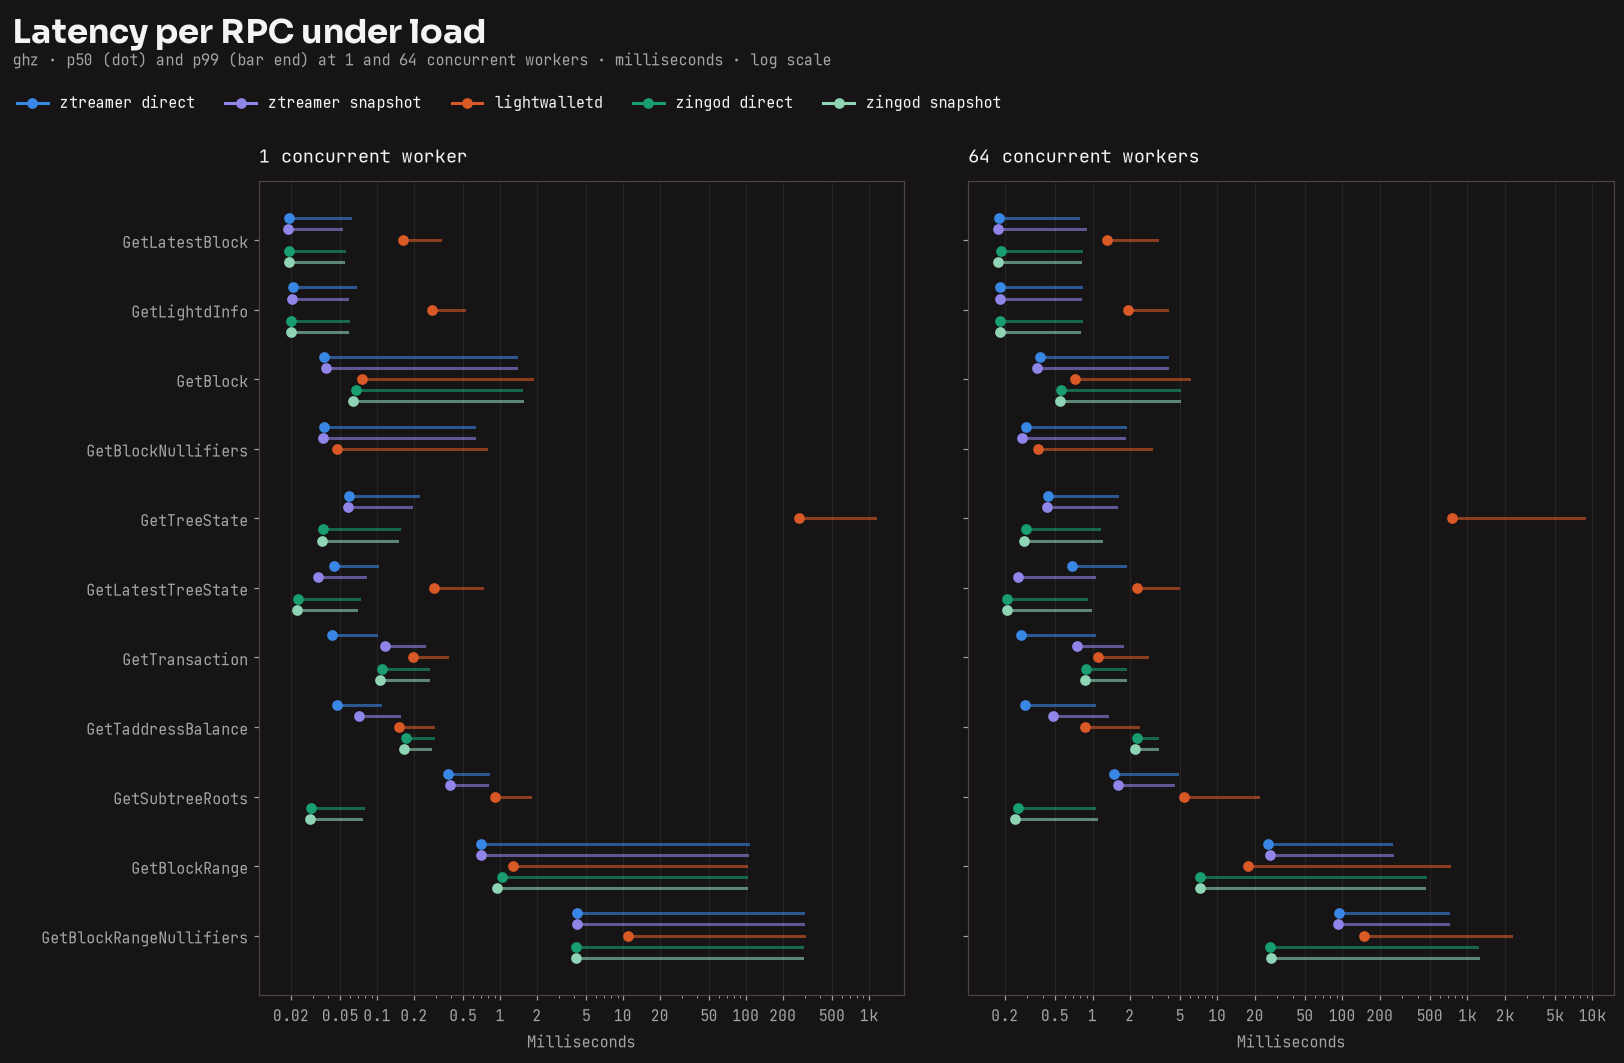 Latency per RPC under load
ghz · p50 (dot) and p99 (bar end) at 1 and 64 concurrent workers · milliseconds · log scale
ztreamer direct ztreamer snapshot lightwalletd zingod direct zingod snapshot
1 concurrent worker 64 concurrent workers
GetLatestBlock
GetLightdInfo
GetBlock
GetBlockNullifiers
GetTreeState
GetLatestTreeState
GetTransaction
GetTaddressBalance
GetSubtreeRoots
GetBlockRange
GetBlockRangeNullifiers
0.02 0.05 0.1 0.2 0.5 1 2 5 10 20 50 100 200 500 1k 0.2 0.5 1 2 5 10 20 50 100 200 500 1k 2k 5k 10k
Milliseconds Milliseconds